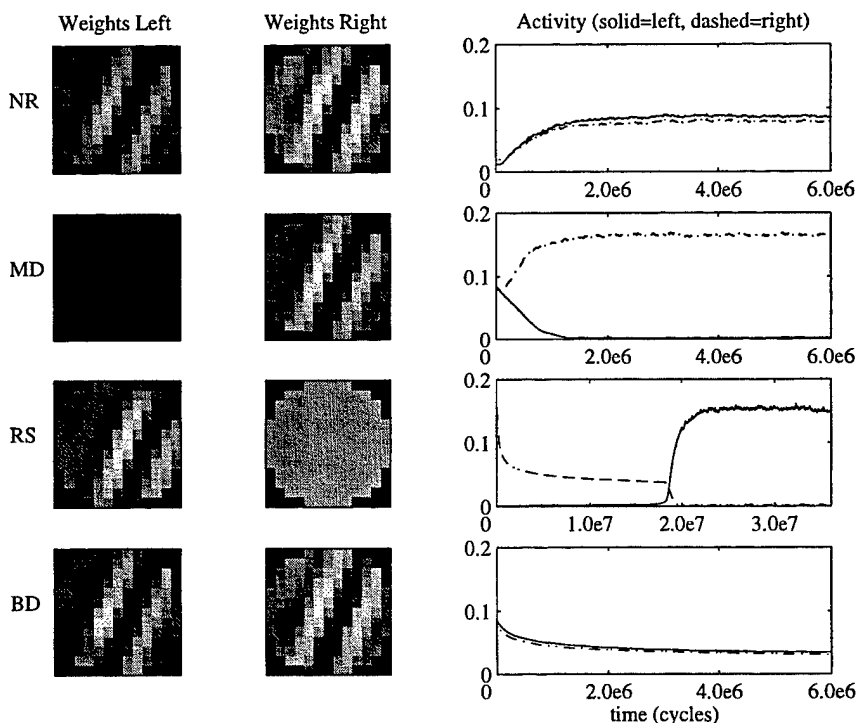 Weights Left Weights Right Activity (solid=left, dashed=right)
NR
0.2
0.1
0
0 2.0e6 4.0e6 6.0e6
MD
0.2
0.1
0
0 2.0e6 4.0e6 6.0e6
RS
0.2
0.1
0
0 1.0e7 2.0e7 3.0e7
BD
0.2
0.1
0
0 2.0e6 4.0e6 6.0e6
time (cycles)